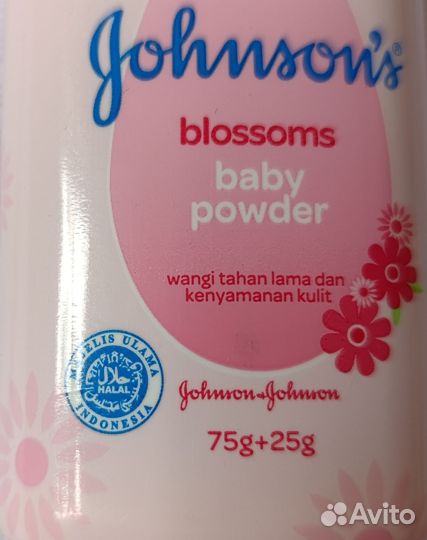 Johnson's®
blossoms
baby
powder
wangi tahan lama dan
kenyamanan kulit
MAJELIS ULAMA
حلال
HALAL
INDONESIA
Johnson & Johnson
75g+25g
Avito